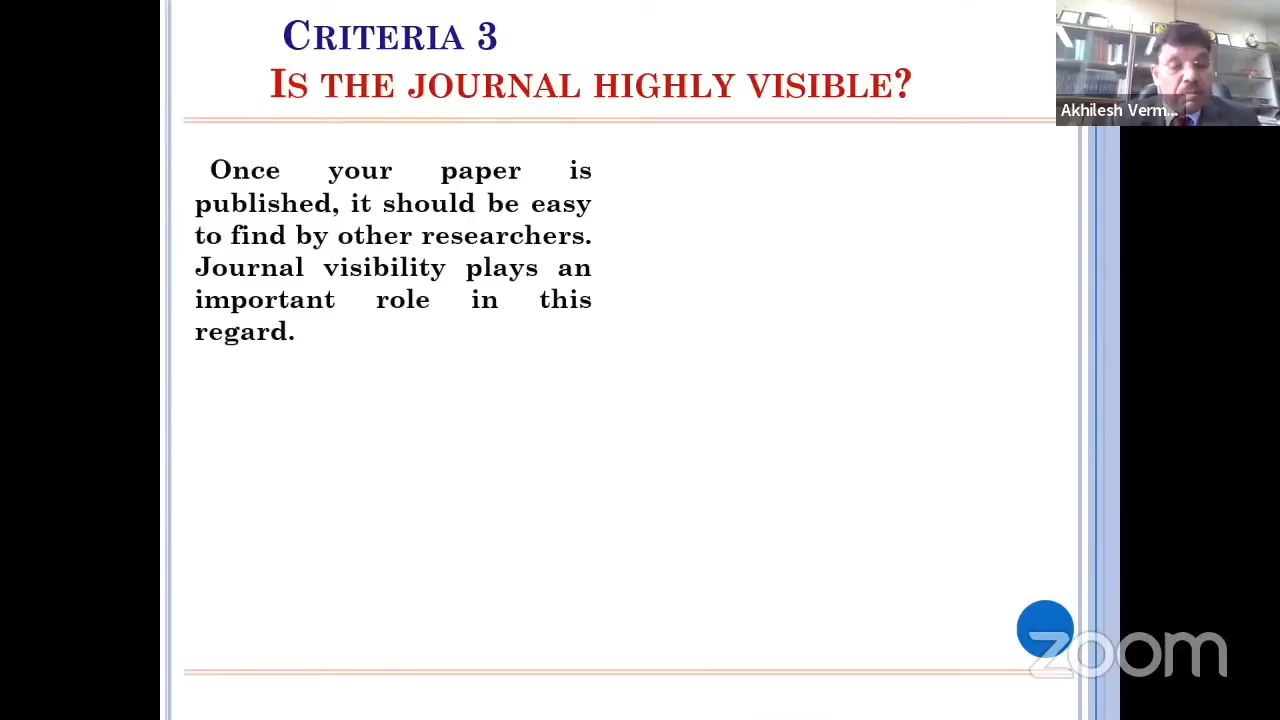 CRITERIA 3
IS THE JOURNAL HIGHLY VISIBLE?
Akhilesh Verm...
Once your paper is
published, it should be easy
to find by other researchers.
Journal visibility plays an
important role in this
regard.
zoom